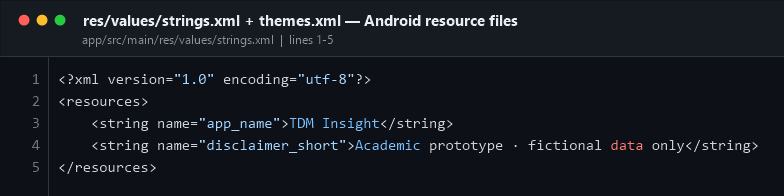 res/values/strings.xml + themes.xml — Android resource files
app/src/main/res/values/strings.xml | lines 1-5
1 <?xml version="1.0" encoding="utf-8"?>
2 <resources>
3     <string name="app_name">TDM Insight</string>
4     <string name="disclaimer_short">Academic prototype · fictional data only</string>
5 </resources>